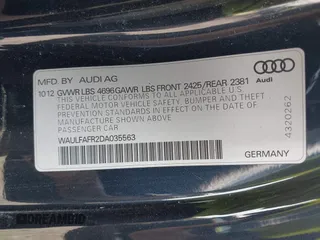 MFD. BY: AUDI AG
1012 GVWR LBS 4696GAWR LBS FRONT 2425/REAR 2381
THIS VEHICLE CONFORMS TO ALL APPLICABLE
FEDERAL MOTOR VEHICLE SAFETY, BUMPER AND THEFT
PREVENTION STANDARDS IN EFFECT ON THE DATE OF
MANUFACTURE SHOWN ABOVE.
PASSENGER CAR
WAULFAFR2DA035563
GERMANY
Audi
4320262
DREAMBID